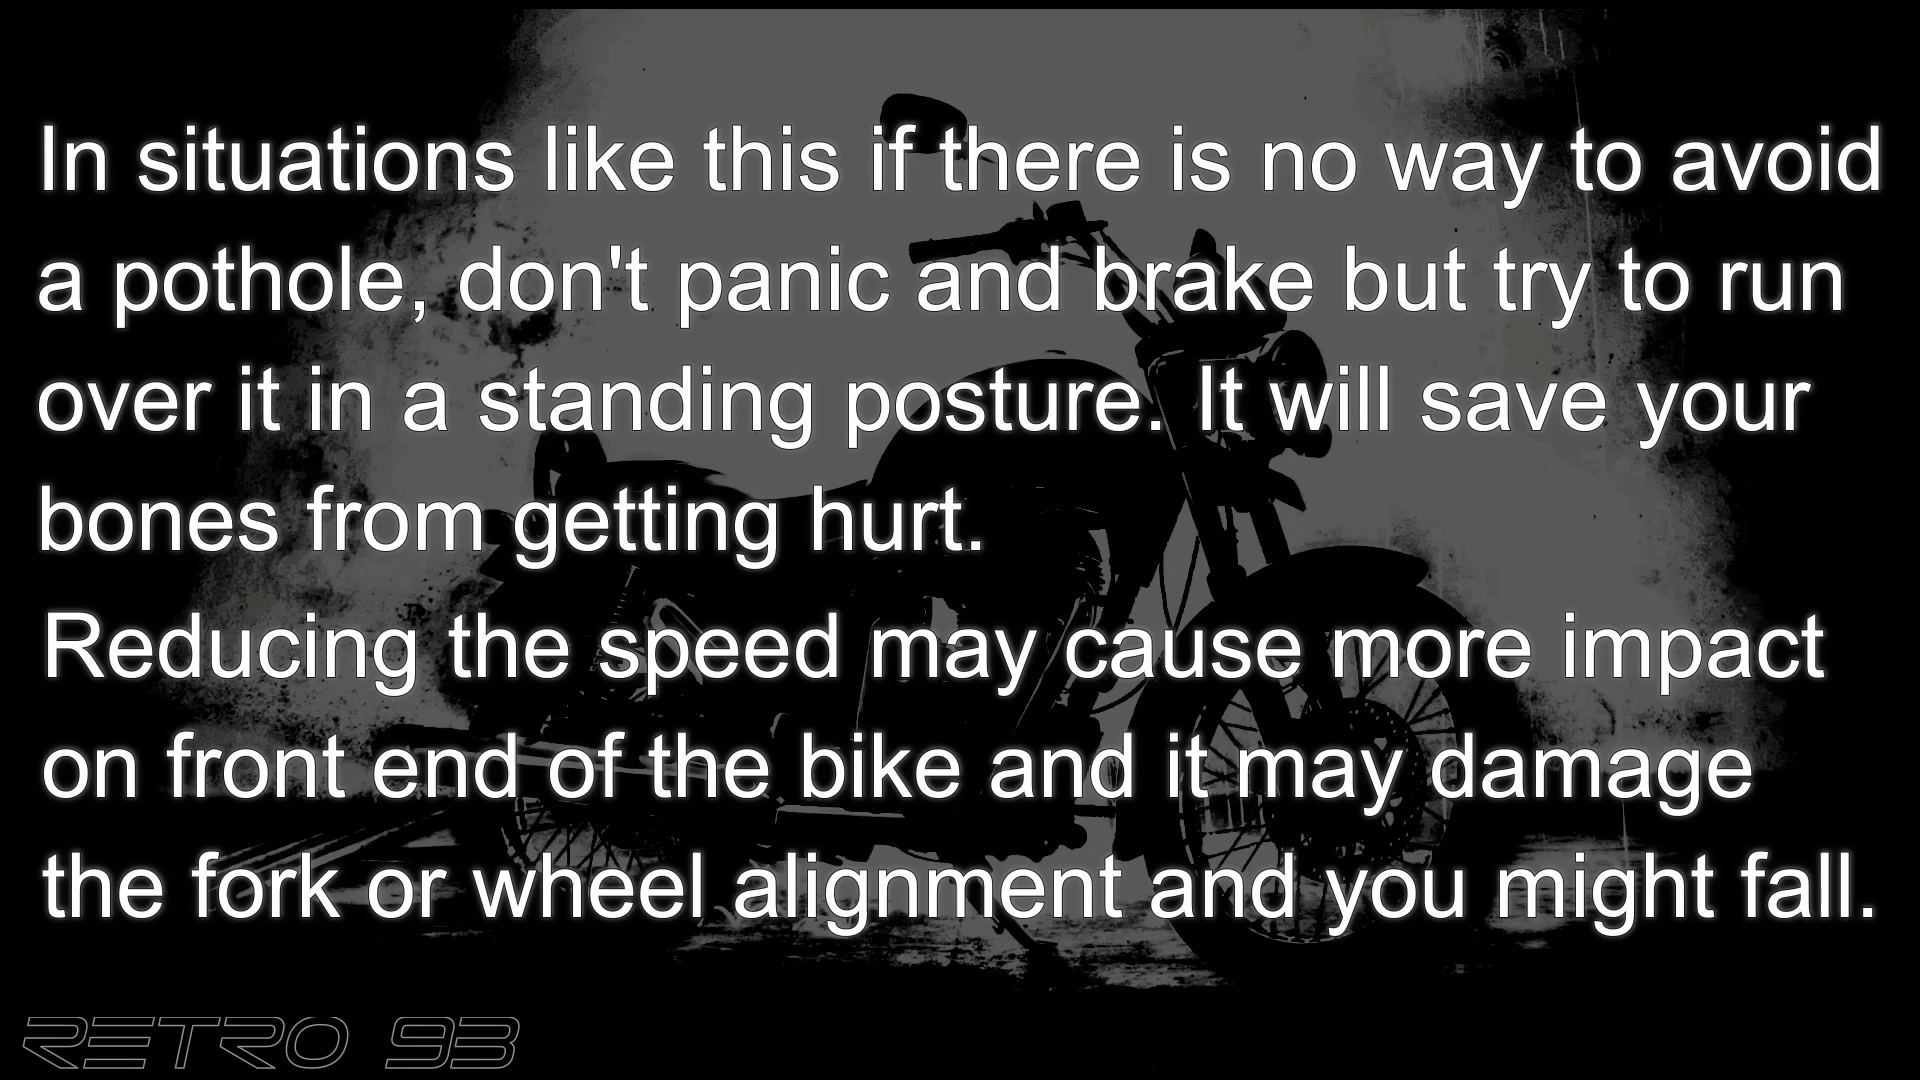 In situations like this if there is no way to avoid
a pothole, don't panic and brake but try to run
over it in a standing posture. It will save your
bones from getting hurt.
Reducing the speed may cause more impact
on front end of the bike and it may damage
the fork or wheel alignment and you might fall.
RETRO 93